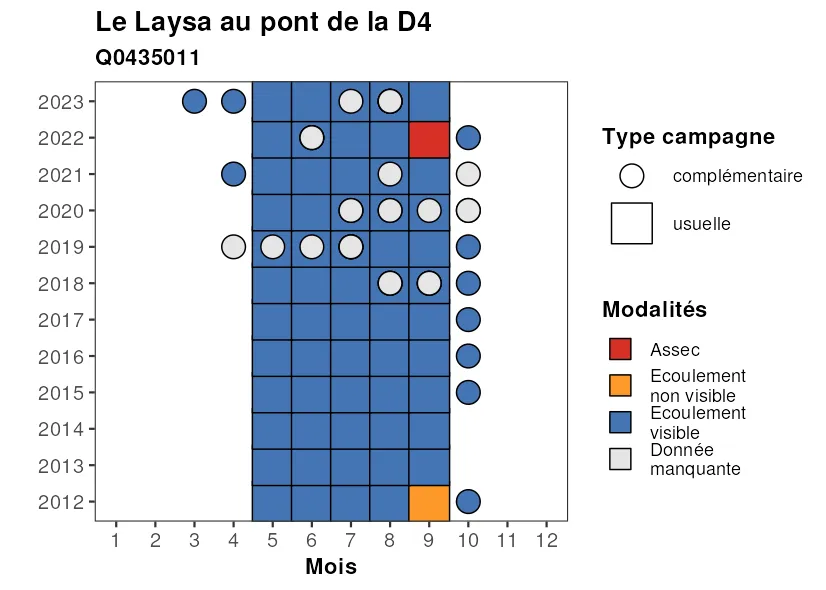 Le Laysa au pont de la D4
Q0435011
2023
2022
2021
2020
2019
2018
2017
2016
2015
2014
2013
2012
1 2 3 4 5 6 7 8 9 10 11 12
Mois
Type campagne
complémentaire
usuelle
Modalités
Assec
Ecoulement
non visible
Ecoulement
visible
Donnée
manquante